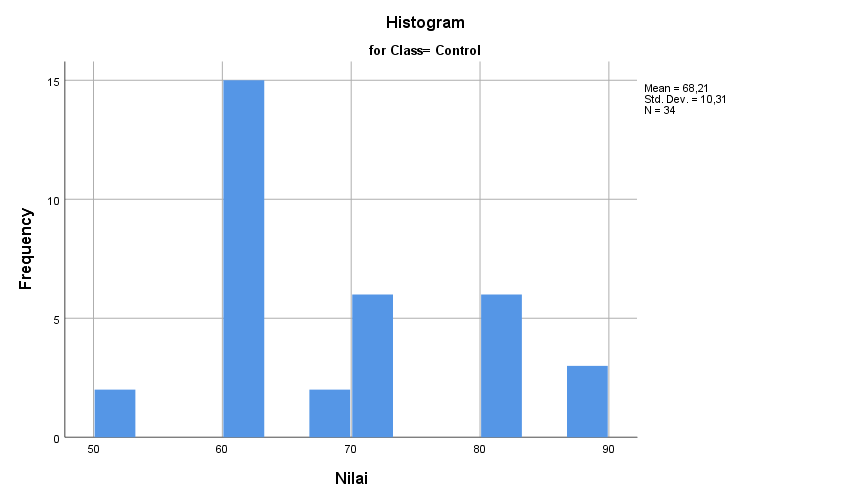 Histogram
for Class= Control
Mean = 68,21
Std. Dev. = 10,31
N = 34
Frequency
15
10
5
0
50 60 70 80 90
Nilai